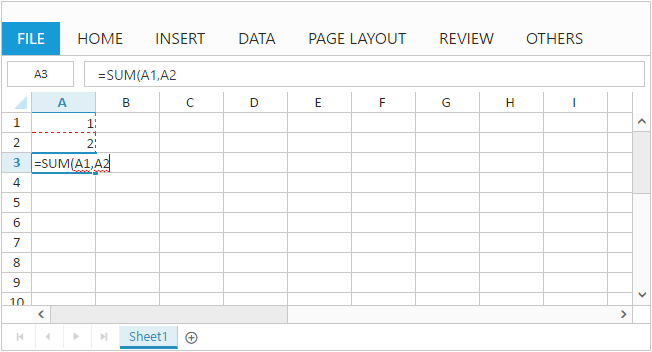 FILE HOME INSERT DATA PAGE LAYOUT REVIEW OTHERS
A3 =SUM(A1,A2
A B C D E F G H I
1 1
2 2
3 =SUM(A1,A2
4
5
6
7
8
9
10
Sheet1